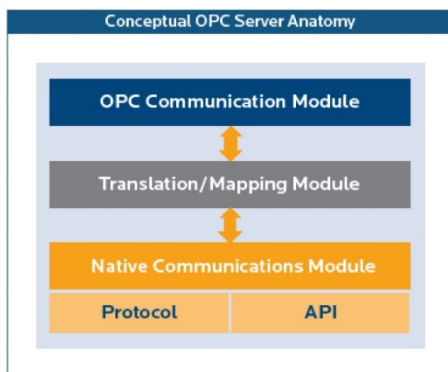 Conceptual OPC Server Anatomy
OPC Communication Module
Translation/Mapping Module
Native Communications Module
Protocol
API